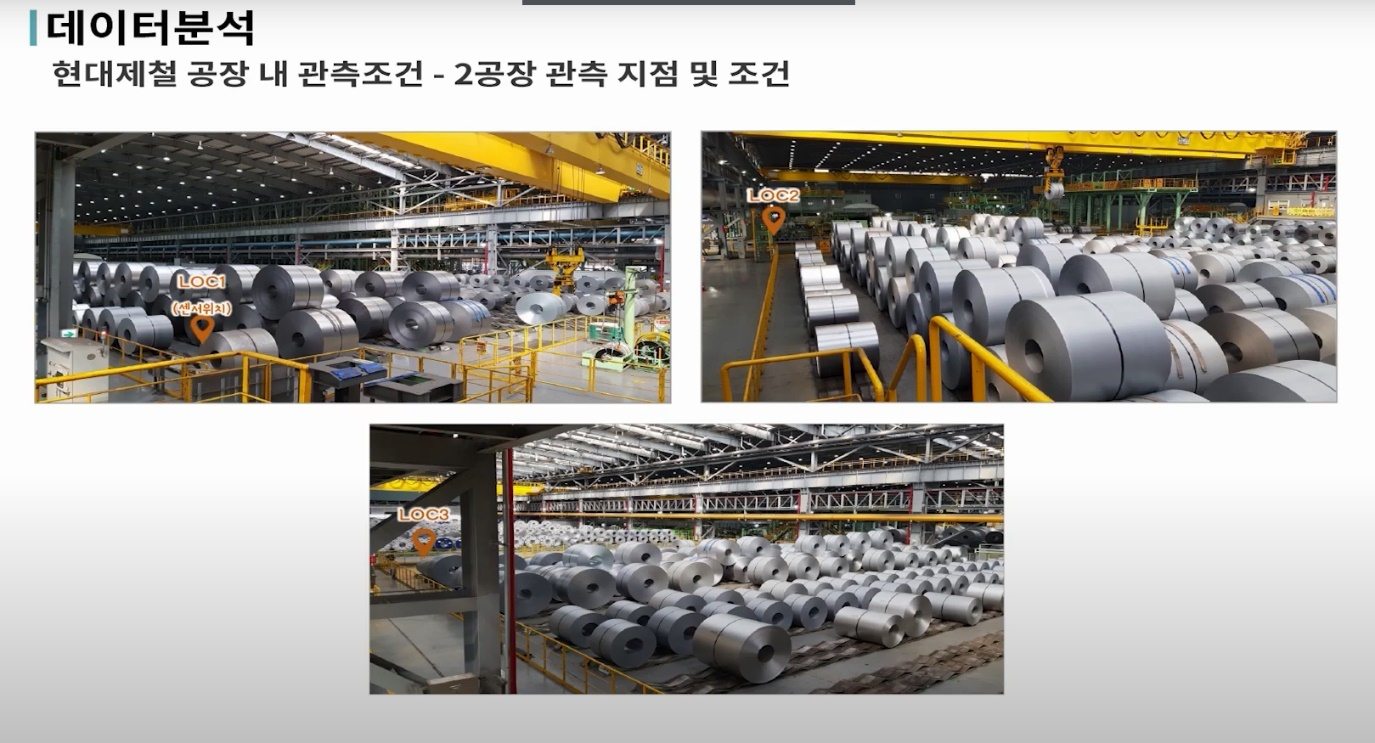 데이터분석
현대제철 공장 내 관측조건 - 2공장 관측 지점 및 조건
LOC1
(센서위치)
LOC2
LOC3